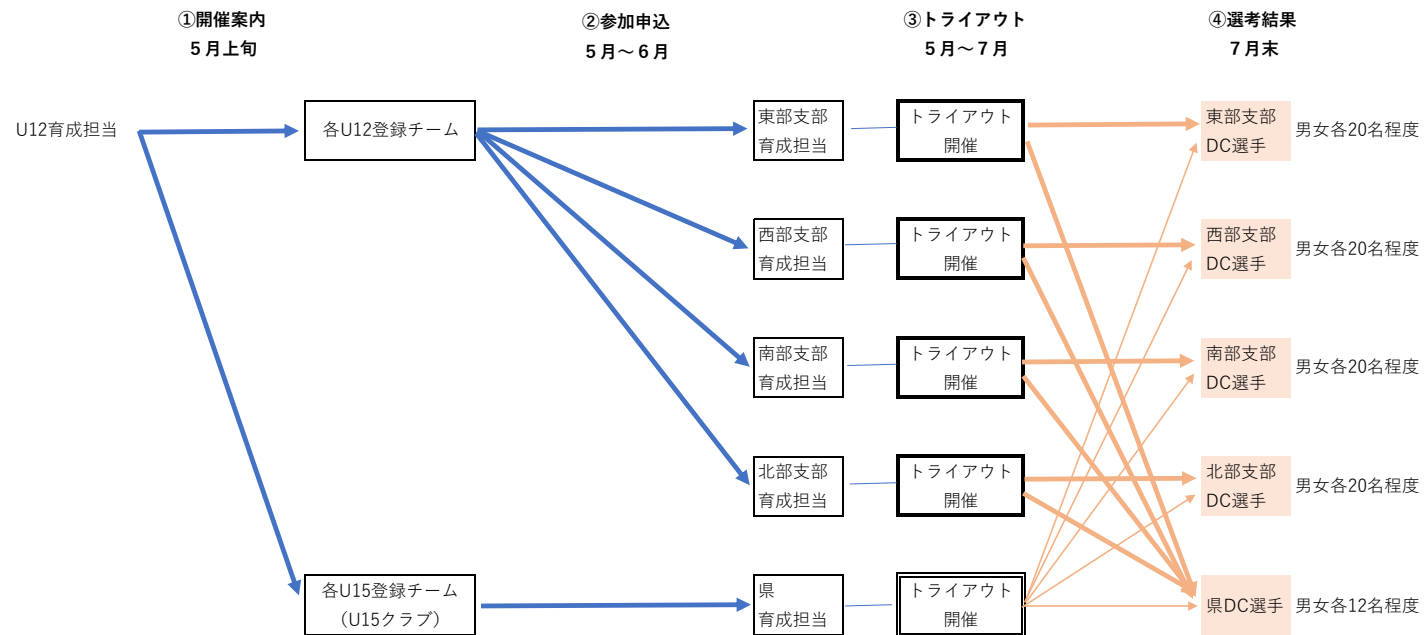 ①開催案内
５月上旬
②参加申込
５月～６月
③トライアウト
５月～７月
④選考結果
７月末
U12育成担当
各U12登録チーム
東部支部
育成担当
トライアウト
開催
東部支部
DC選手
男女各20名程度
西部支部
育成担当
トライアウト
開催
西部支部
DC選手
男女各20名程度
南部支部
育成担当
トライアウト
開催
南部支部
DC選手
男女各20名程度
北部支部
育成担当
トライアウト
開催
北部支部
DC選手
男女各20名程度
各U15登録チーム
（U15クラブ）
県
育成担当
トライアウト
開催
県DC選手
男女各12名程度